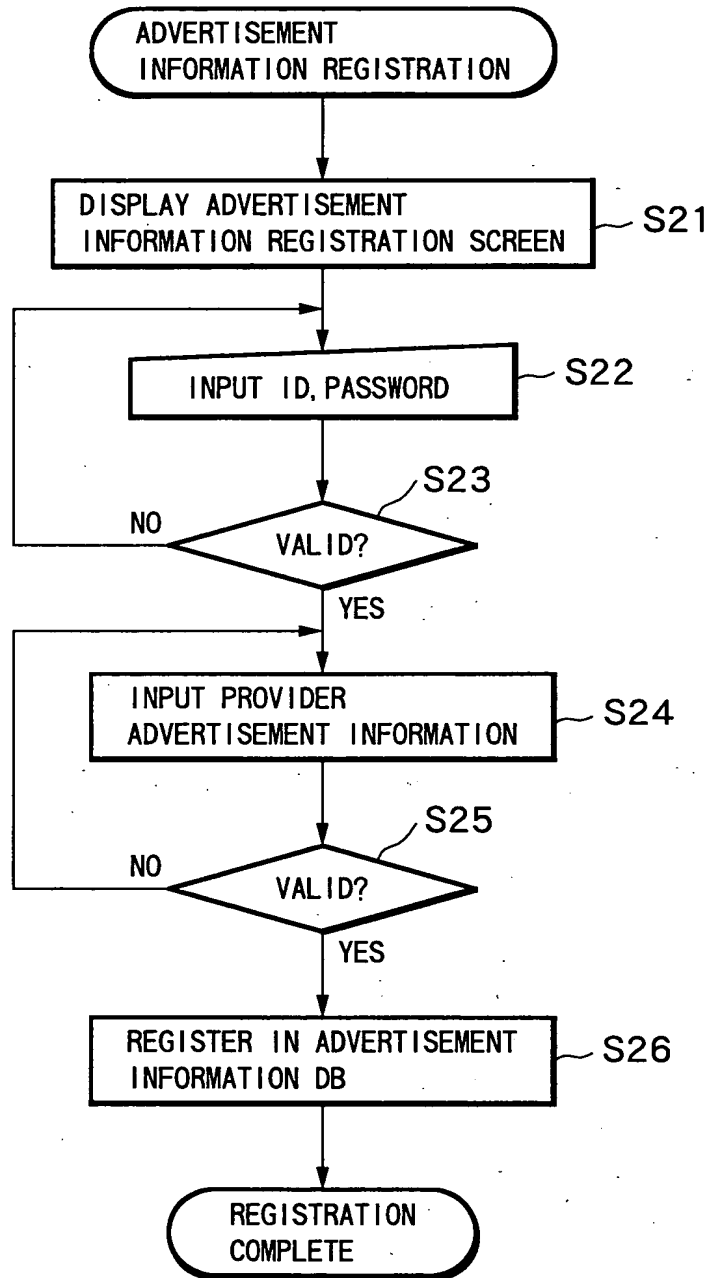 ADVERTISEMENT
INFORMATION REGISTRATION
DISPLAY ADVERTISEMENT
INFORMATION REGISTRATION SCREEN
S21
INPUT ID, PASSWORD
S22
S23
NO
VALID?
YES
INPUT PROVIDER
ADVERTISEMENT INFORMATION
S24
S25
NO
VALID?
YES
REGISTER IN ADVERTISEMENT
INFORMATION DB
S26
REGISTRATION
COMPLETE